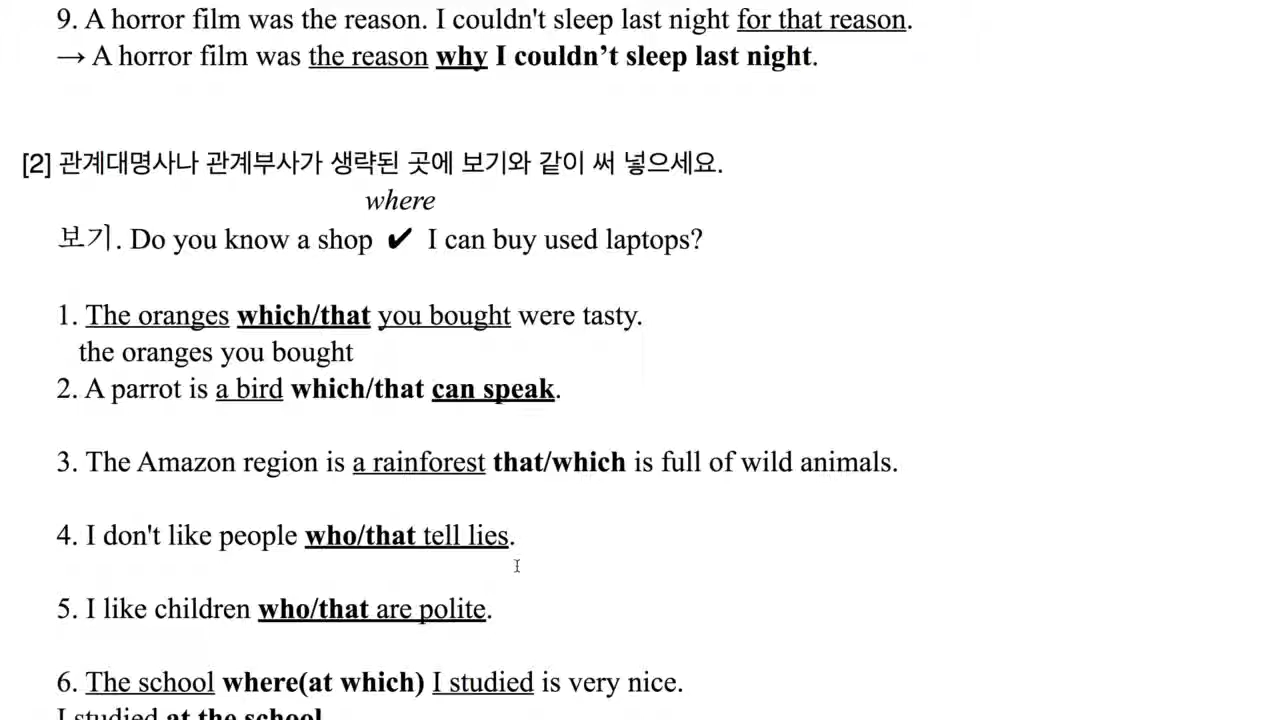 9. A horror film was the reason. I couldn't sleep last night for that reason.
→ A horror film was the reason why I couldn’t sleep last night.
[2] 관계대명사나 관계부사가 생략된 곳에 보기와 같이 써 넣으세요.
where
보기. Do you know a shop ✔ I can buy used laptops?
1. The oranges which/that you bought were tasty.
the oranges you bought
2. A parrot is a bird which/that can speak.
3. The Amazon region is a rainforest that/which is full of wild animals.
4. I don't like people who/that tell lies.
5. I like children who/that are polite.
6. The school where(at which) I studied is very nice.
I studied at the school